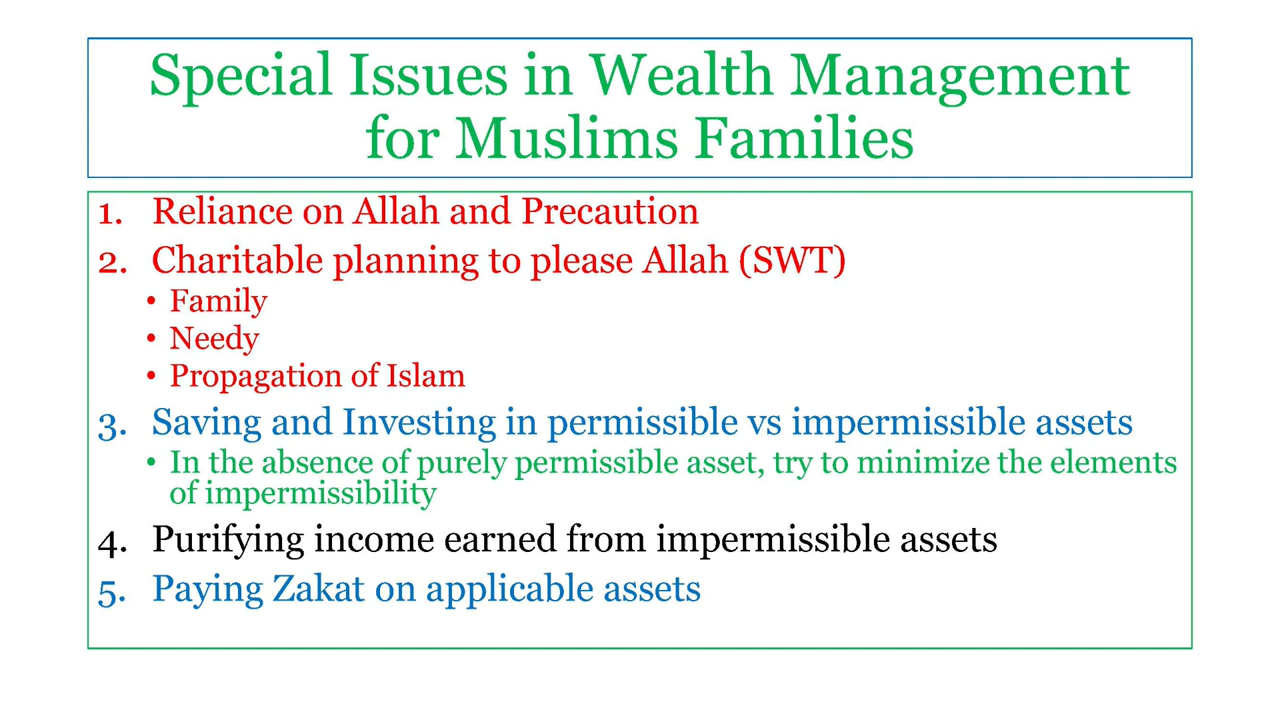 Special Issues in Wealth Management
for Muslims Families
1. Reliance on Allah and Precaution
2. Charitable planning to please Allah (SWT)
• Family
• Needy
• Propagation of Islam
3. Saving and Investing in permissible vs impermissible assets
• In the absence of purely permissible asset, try to minimize the elements
of impermissibility
4. Purifying income earned from impermissible assets
5. Paying Zakat on applicable assets